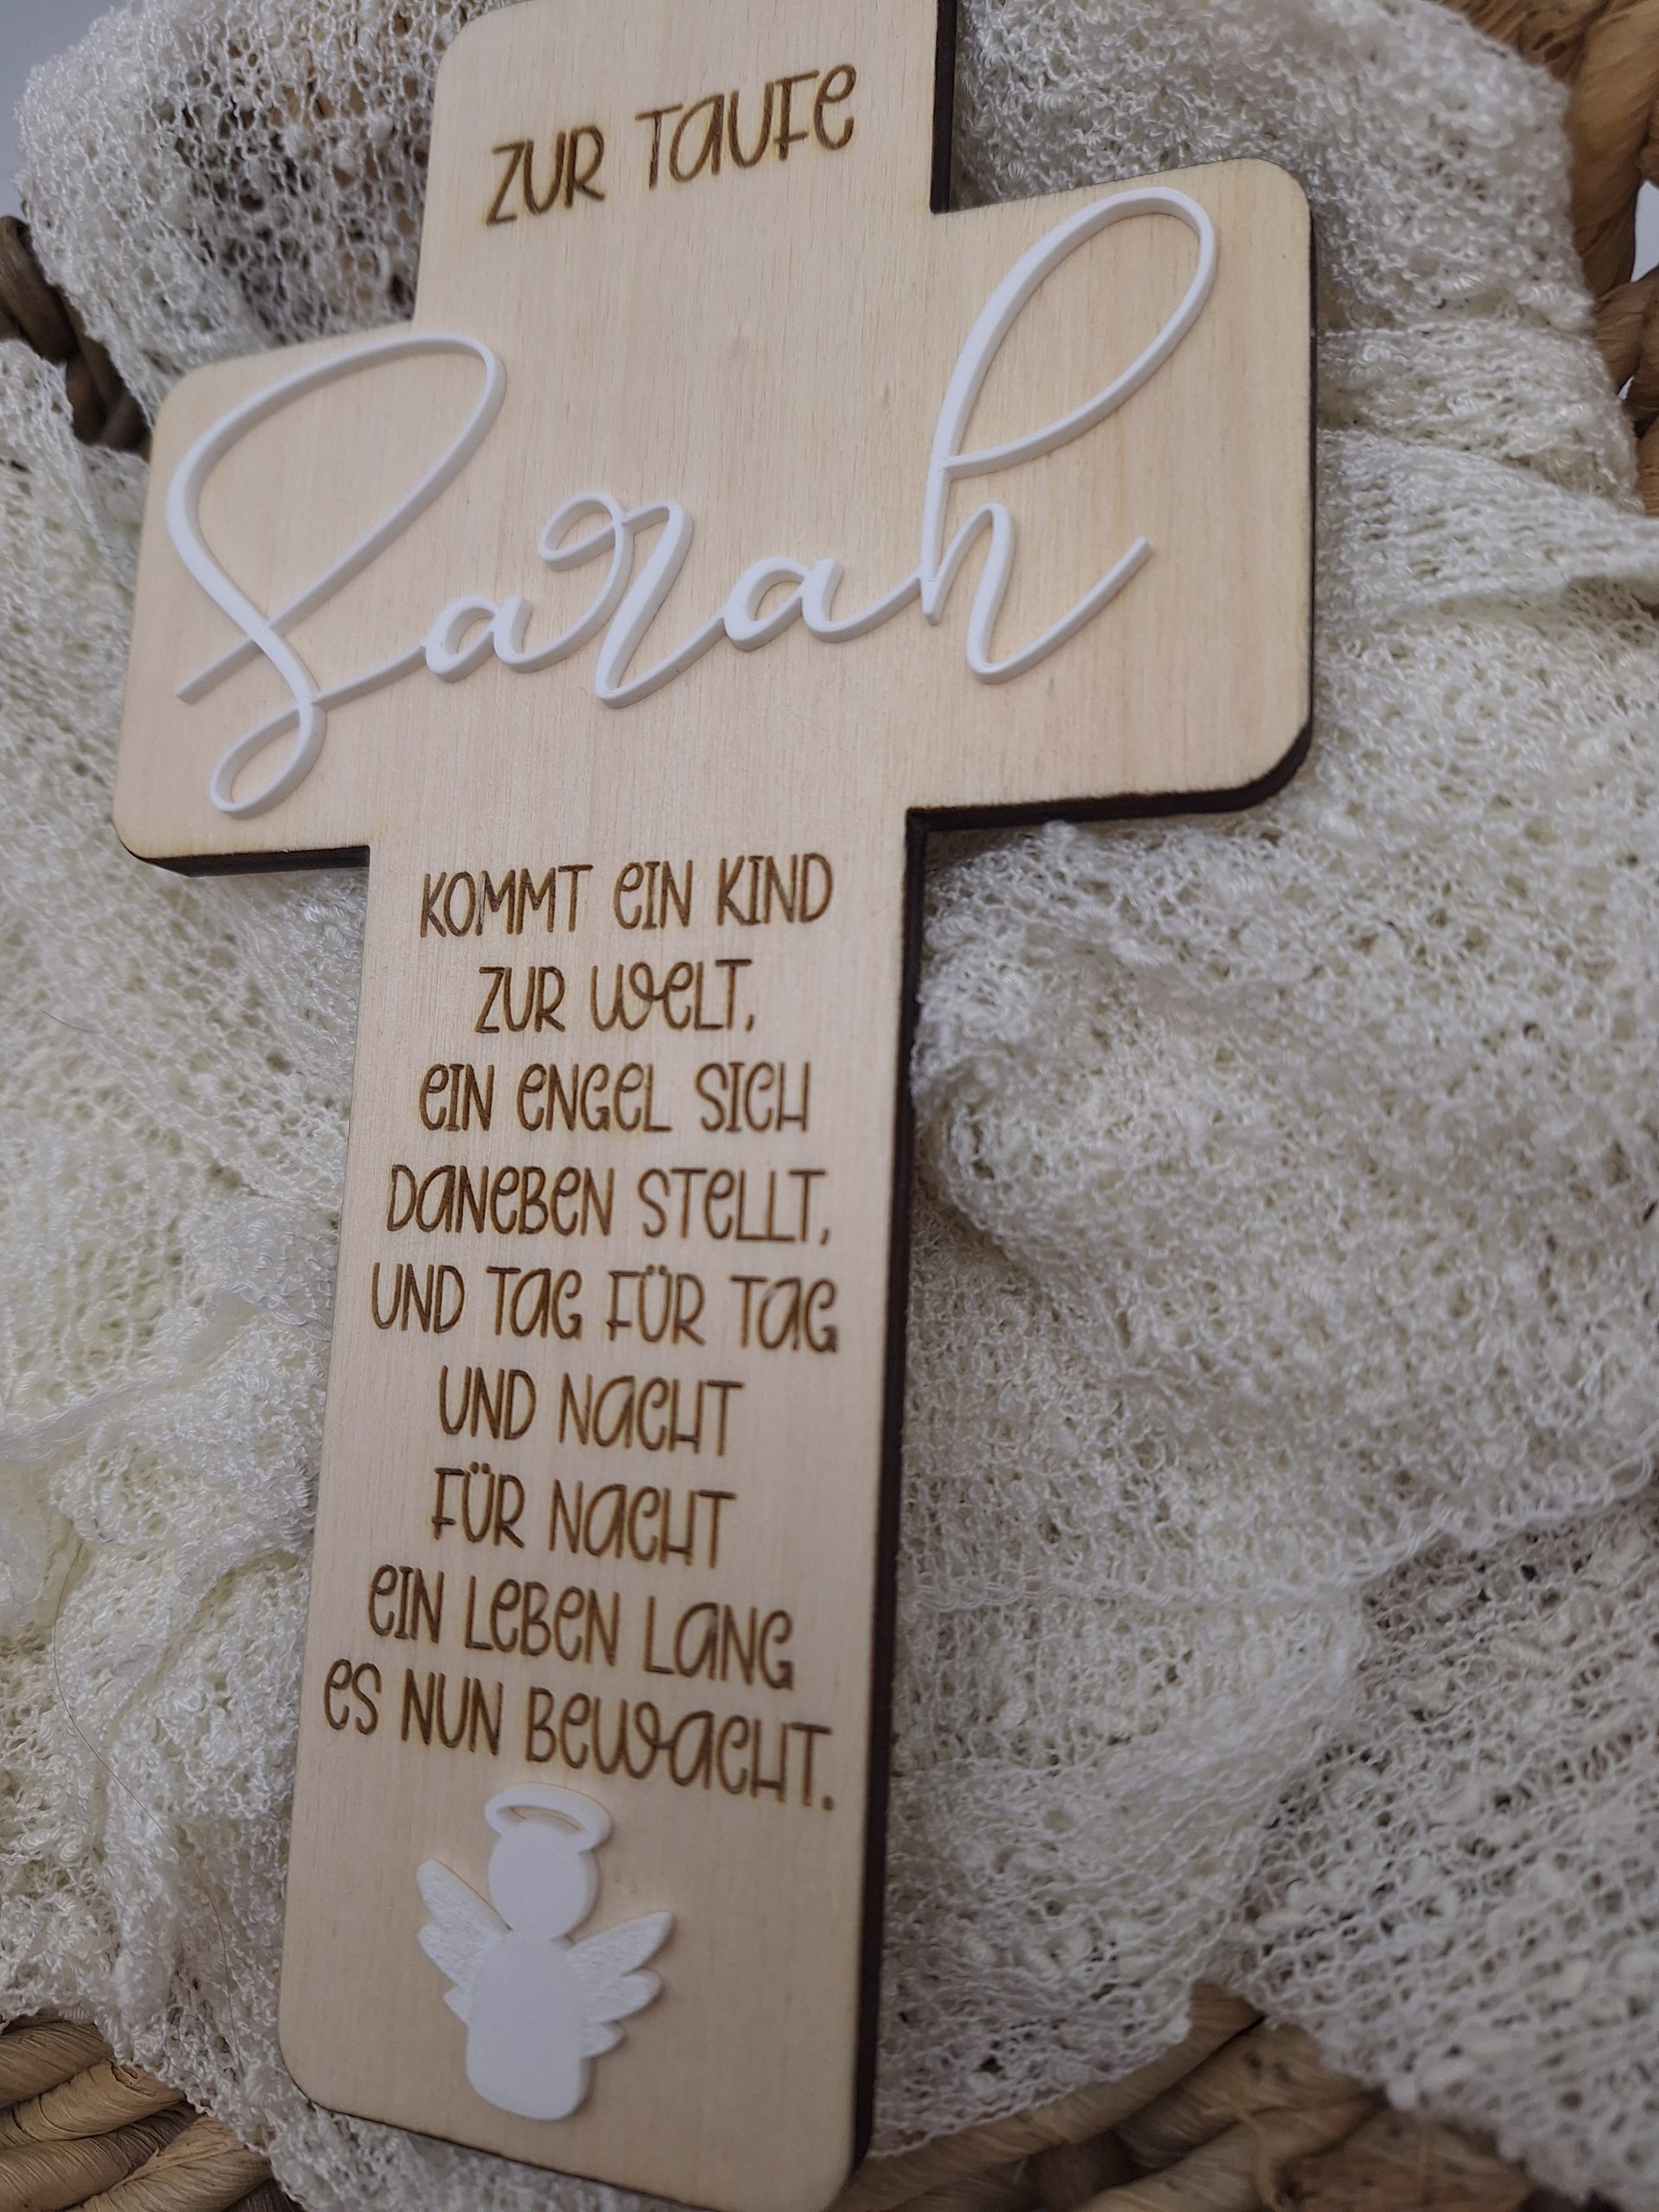 ZUR TAUFE
Sarah
KOMMT EIN KIND
ZUR WELT,
EIN ENGEL SICH
DANEBEN STELLT,
UND TAG FÜR TAG
UND NACHT
FÜR NACHT
EIN LEBEN LANG
ES NUN BEWACHT.